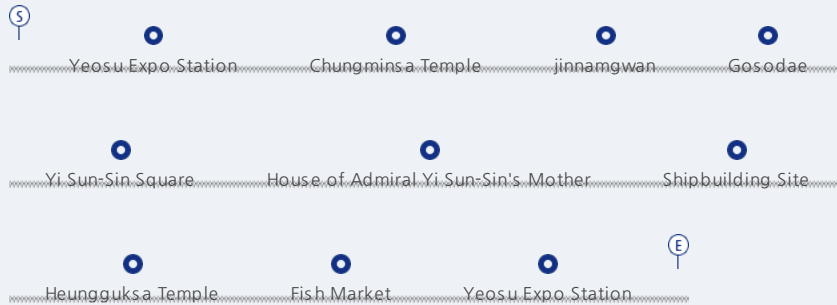 S
Yeosu Expo Station Chungminsa Temple jinnamgwan Gosodae
Yi Sun-Sin Square House of Admiral Yi Sun-Sin's Mother Shipbuilding Site
E
Heungguksa Temple Fish Market Yeosu Expo Station